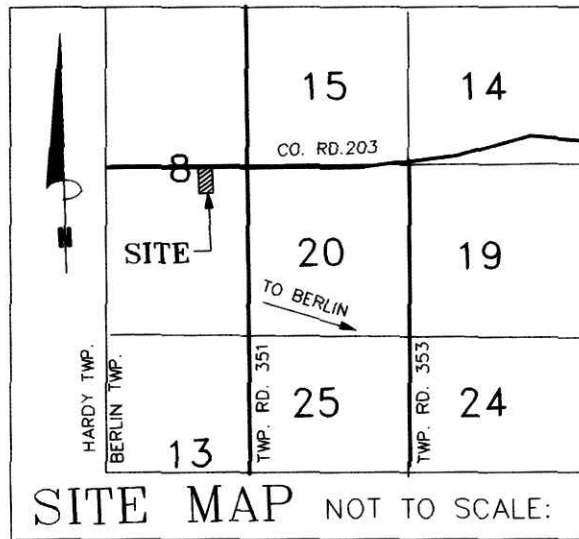 15
14
CO. RD.203
8
SITE
20
19
TO BERLIN
HARDY TWP.
BERLIN TWP.
TWP. RD. 351
TWP. RD. 353
25
24
13
N
SITE MAP NOT TO SCALE: